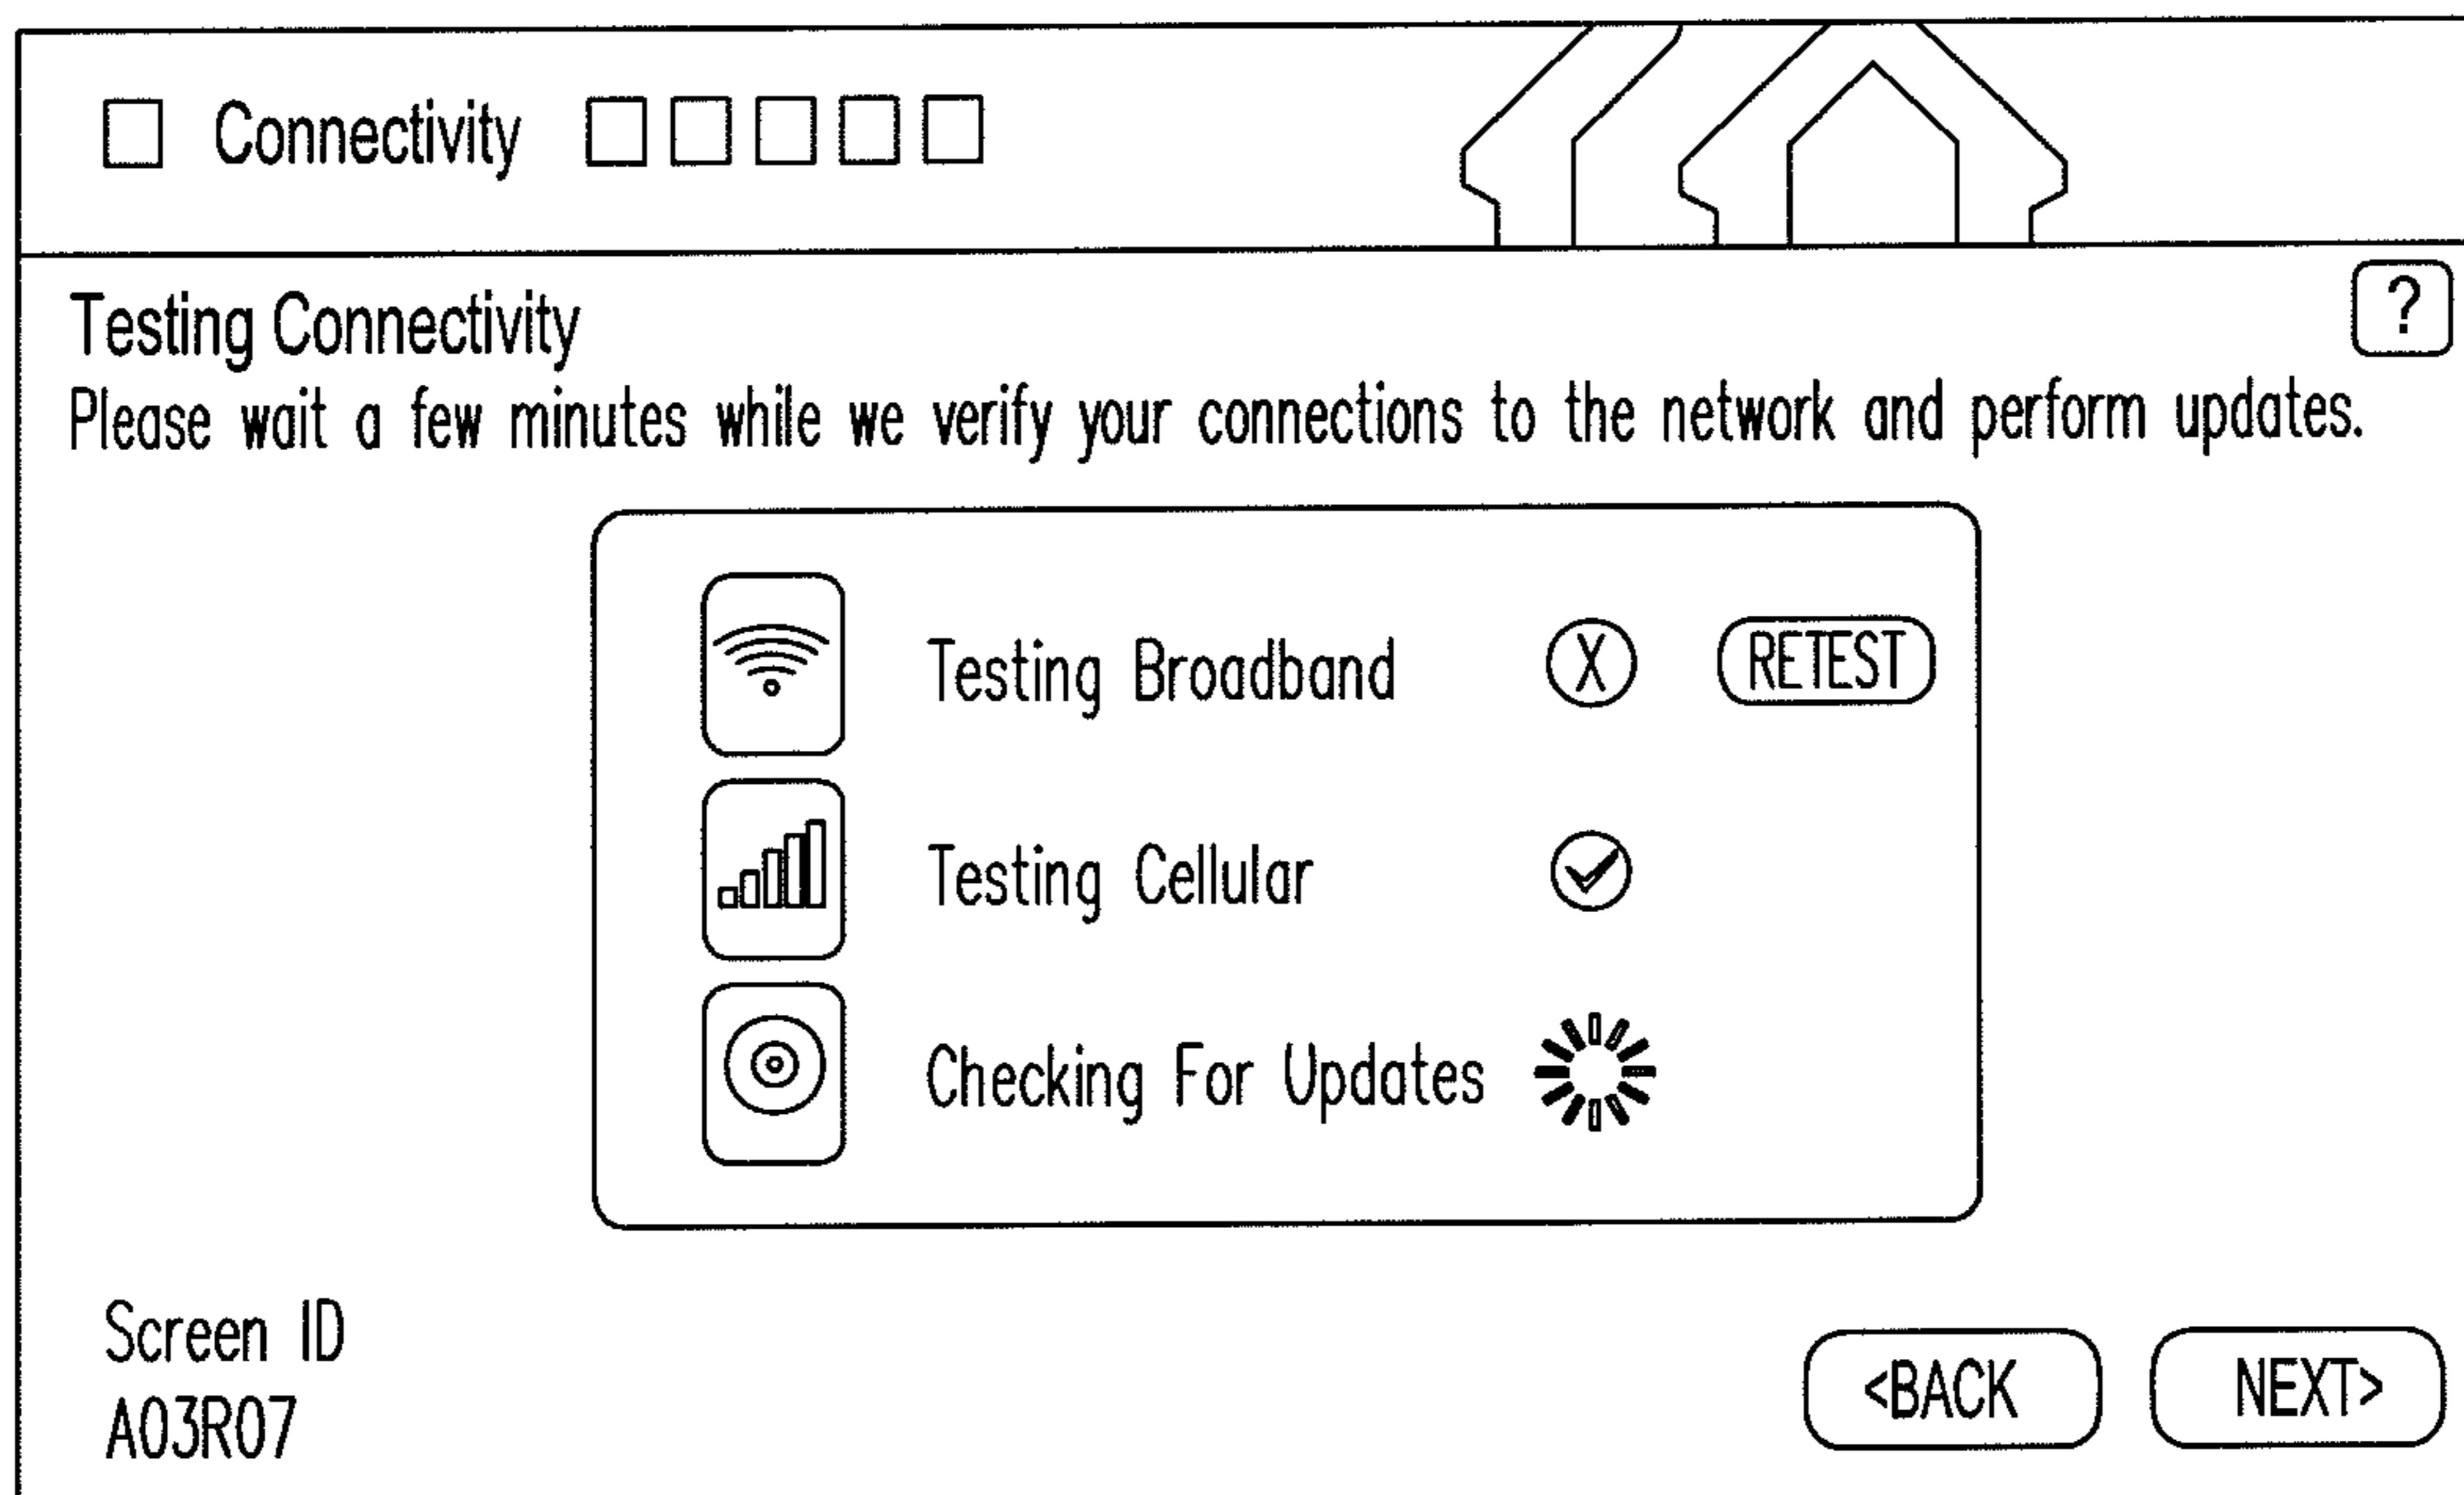 Connectivity
?
Testing Connectivity
Please wait a few minutes while we verify your connections to the network and perform updates.
Testing Broadband X RETEST
Testing Cellular
Checking For Updates
Screen ID
A03R07
<BACK NEXT>